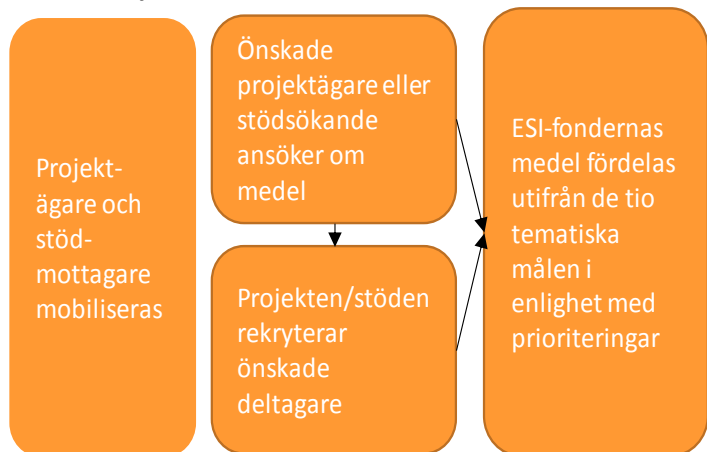 Projekt-
ägare och
stöd-
mottagare
mobiliseras
Önskade
projektägare eller
stödsökande
ansöker om
medel
Projekten/stöden
rekryterar
önskade
deltagare
ESI-fondernas
medel fördelas
utifrån de tio
tematiska
målen i
enlighet med
prioriteringar